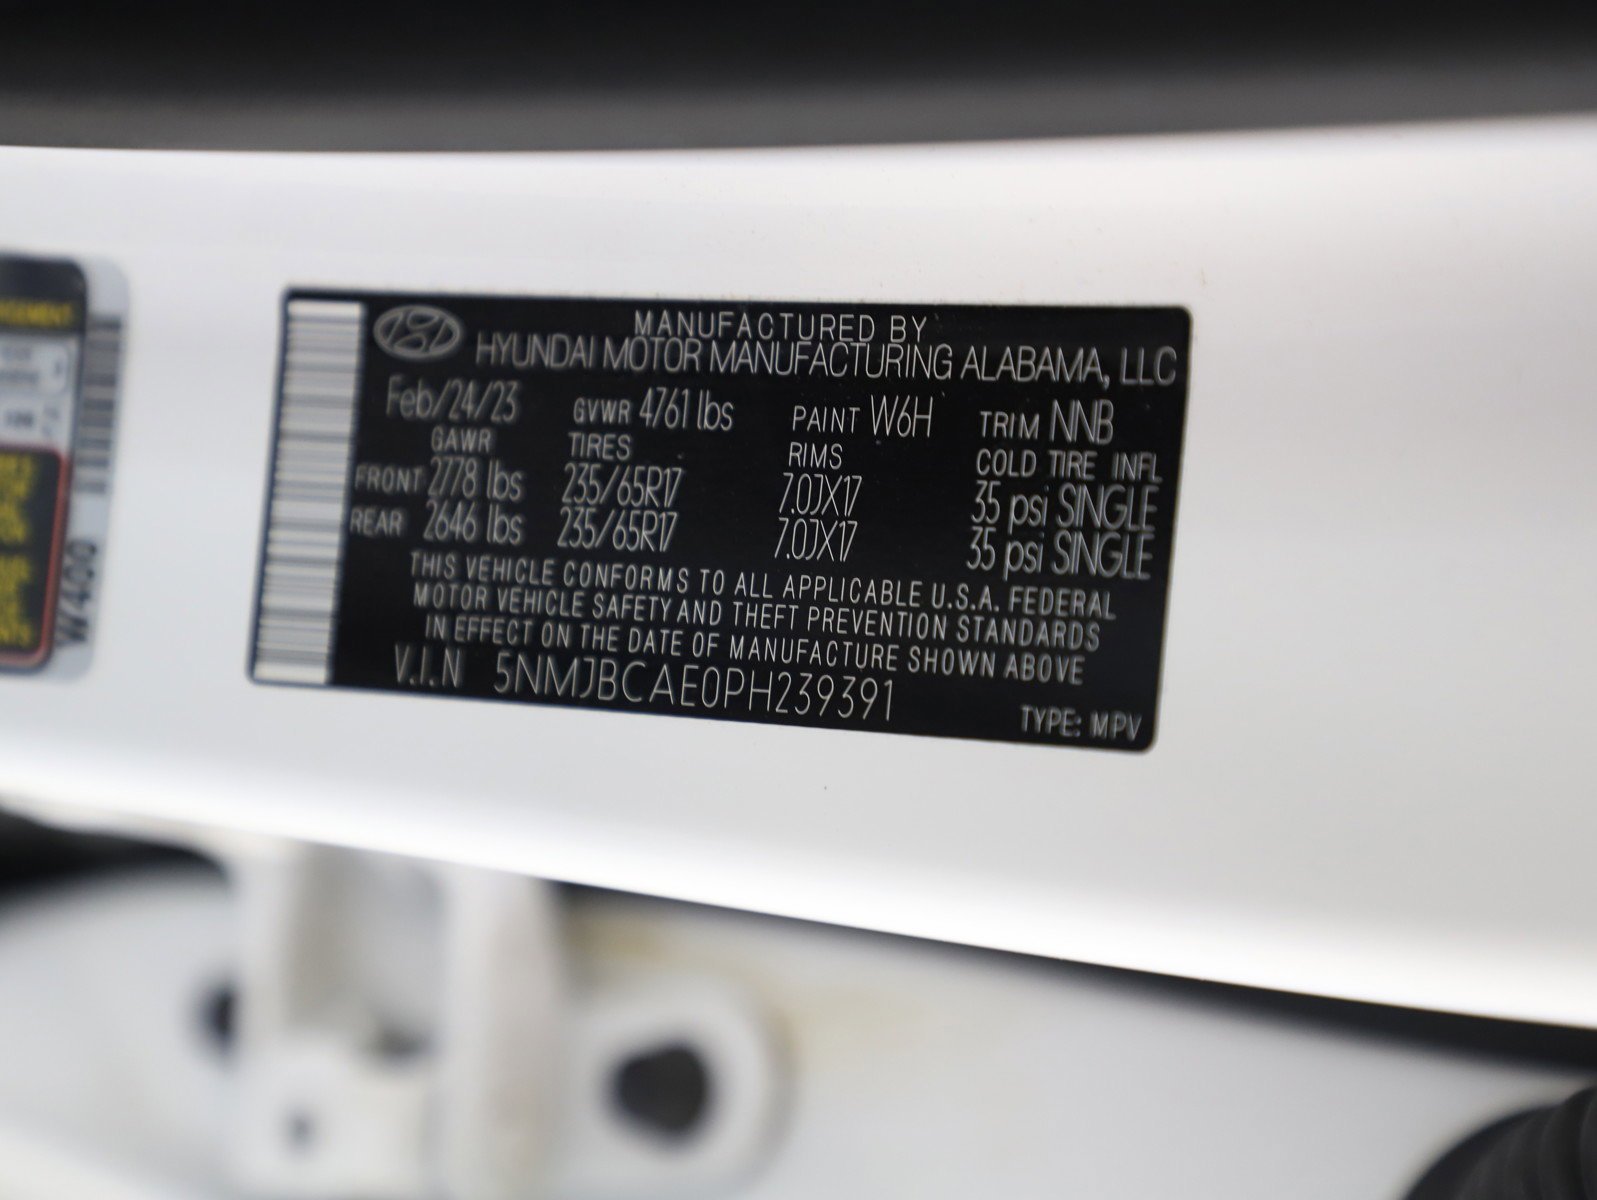 MANUFACTURED BY
HYUNDAI MOTOR MANUFACTURING ALABAMA, LLC
Feb/24/23 GVWR 4761 lbs PAINT W6H TRIM NNB
GAWR TIRES RIMS COLD TIRE INFL
FRONT 2778 lbs 235/65R17 7.0JX17 35 psi SINGLE
REAR 2646 lbs 235/65R17 7.0JX17 35 psi SINGLE
THIS VEHICLE CONFORMS TO ALL APPLICABLE U.S.A. FEDERAL
MOTOR VEHICLE SAFETY AND THEFT PREVENTION STANDARDS
IN EFFECT ON THE DATE OF MANUFACTURE SHOWN ABOVE
V.I.N 5NMJBCAE0PH239391
TYPE: MPV
W400